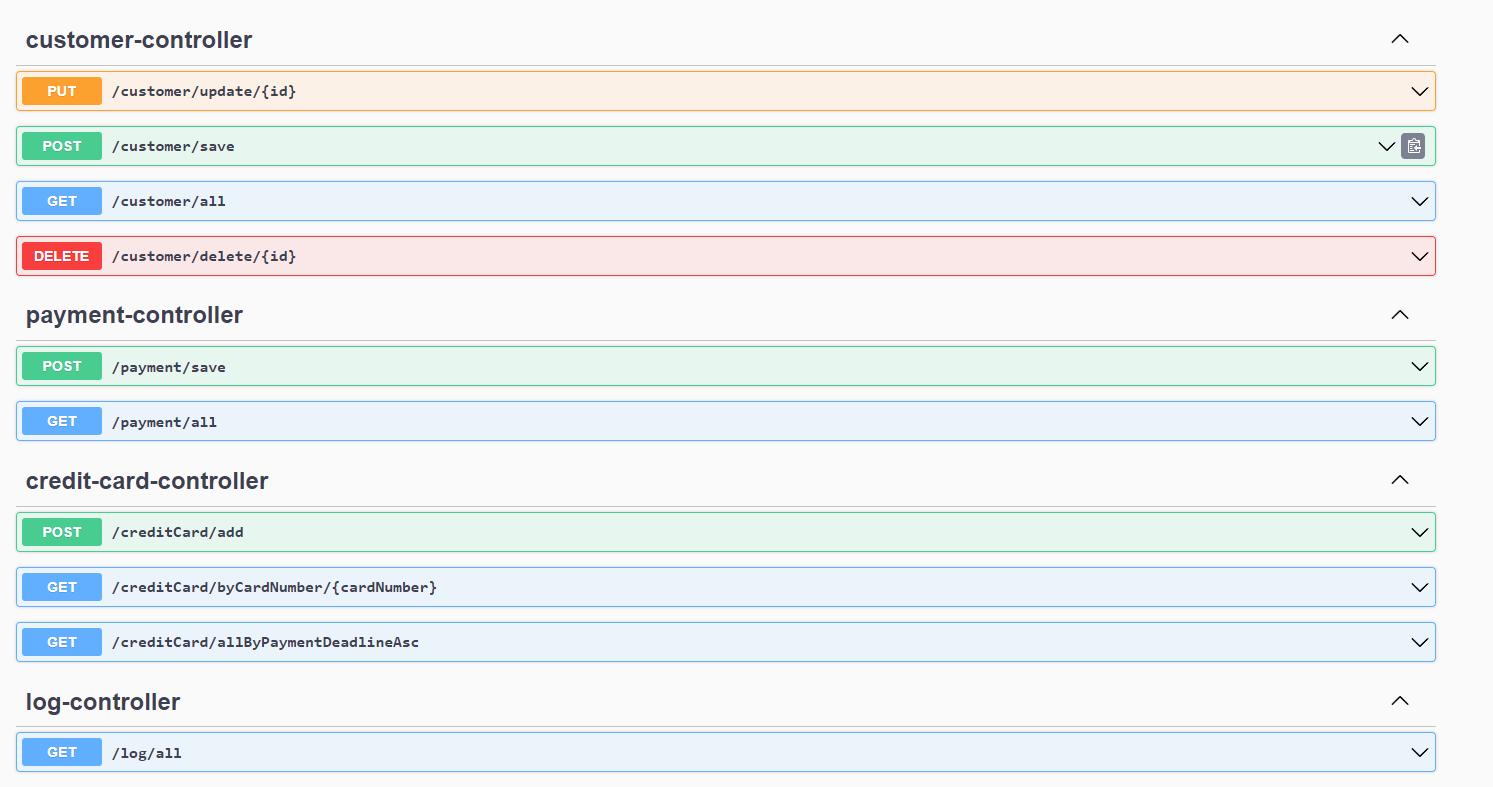 customer-controller
PUT /customer/update/{id}
POST /customer/save
GET /customer/all
DELETE /customer/delete/{id}
payment-controller
POST /payment/save
GET /payment/all
credit-card-controller
POST /creditCard/add
GET /creditCard/byCardNumber/{cardNumber}
GET /creditCard/allByPaymentDeadlineAsc
log-controller
GET /log/all